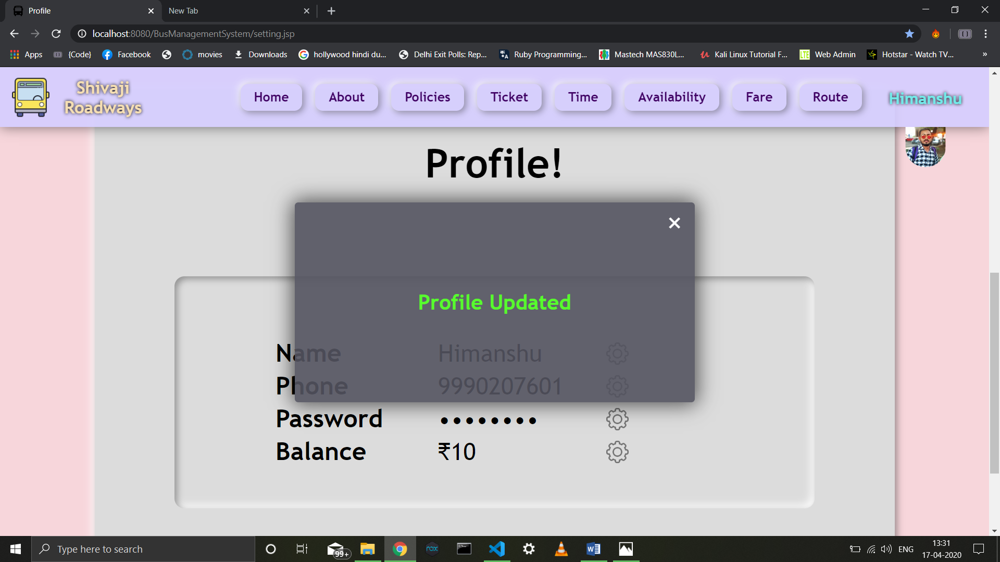 Profile
New Tab
localhost:8080/BusManagementSystem/setting.jsp
Apps {Code} Facebook movies Downloads hollywood hindi du... Delhi Exit Polls: Rep... Ruby Programming... Mastech MAS830L... Kali Linux Tutorial F... LTE Web Admin Hotstar - Watch TV... »
Shivaji
Roadways
Home About Policies Ticket Time Availability Fare Route Himanshu
Profile!
Profile Updated
Name Himanshu
Phone 9990207601
Password ••••••••
Balance ₹10
Type here to search
99+
nox
ENG
13:31
17-04-2020